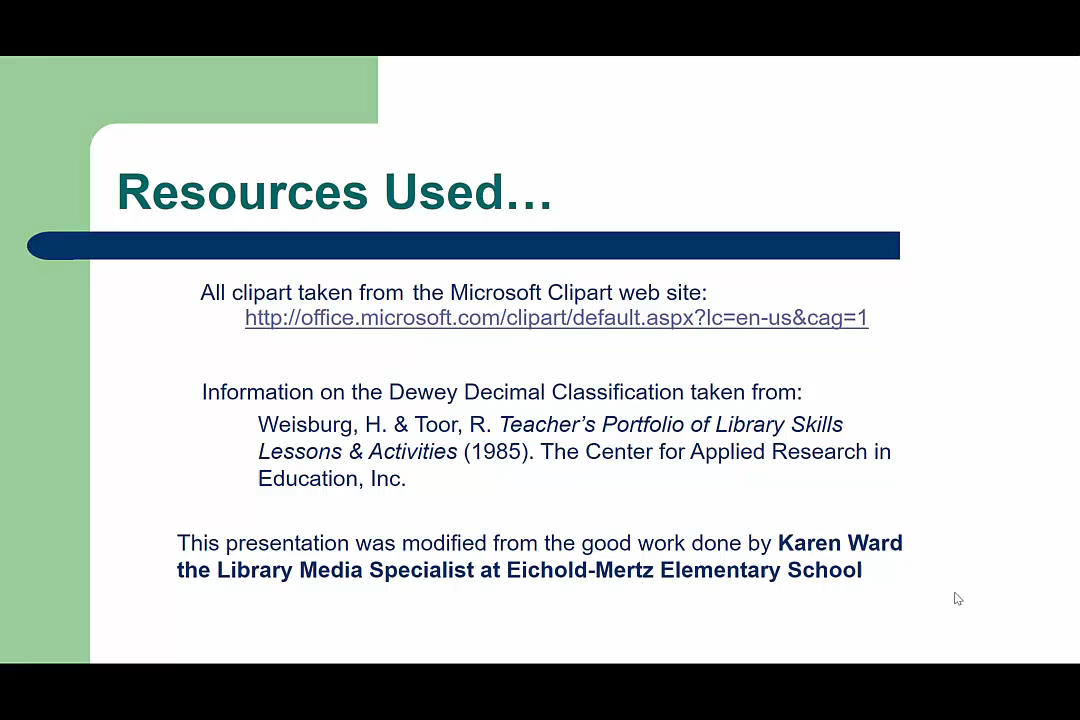 Resources Used…
All clipart taken from the Microsoft Clipart web site:
http://office.microsoft.com/clipart/default.aspx?lc=en-us&cag=1
Information on the Dewey Decimal Classification taken from:
Weisburg, H. & Toor, R. Teacher’s Portfolio of Library Skills
Lessons & Activities (1985). The Center for Applied Research in
Education, Inc.
This presentation was modified from the good work done by Karen Ward
the Library Media Specialist at Eichold-Mertz Elementary School